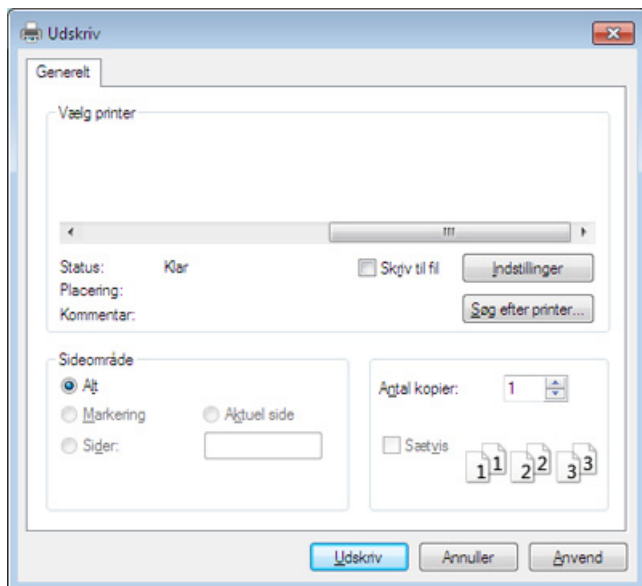 Udskriv
Generelt
Vælg printer
Status: Klar
Skriv til fil
Indstillinger
Placering:
Kommentar:
Søg efter printer...
Sideområde
Alt
Markering
Aktuel side
Sider:
Antal kopier: 1
Sætvis
1 1 2 2 3 3
Udskriv
Annuller
Anvend